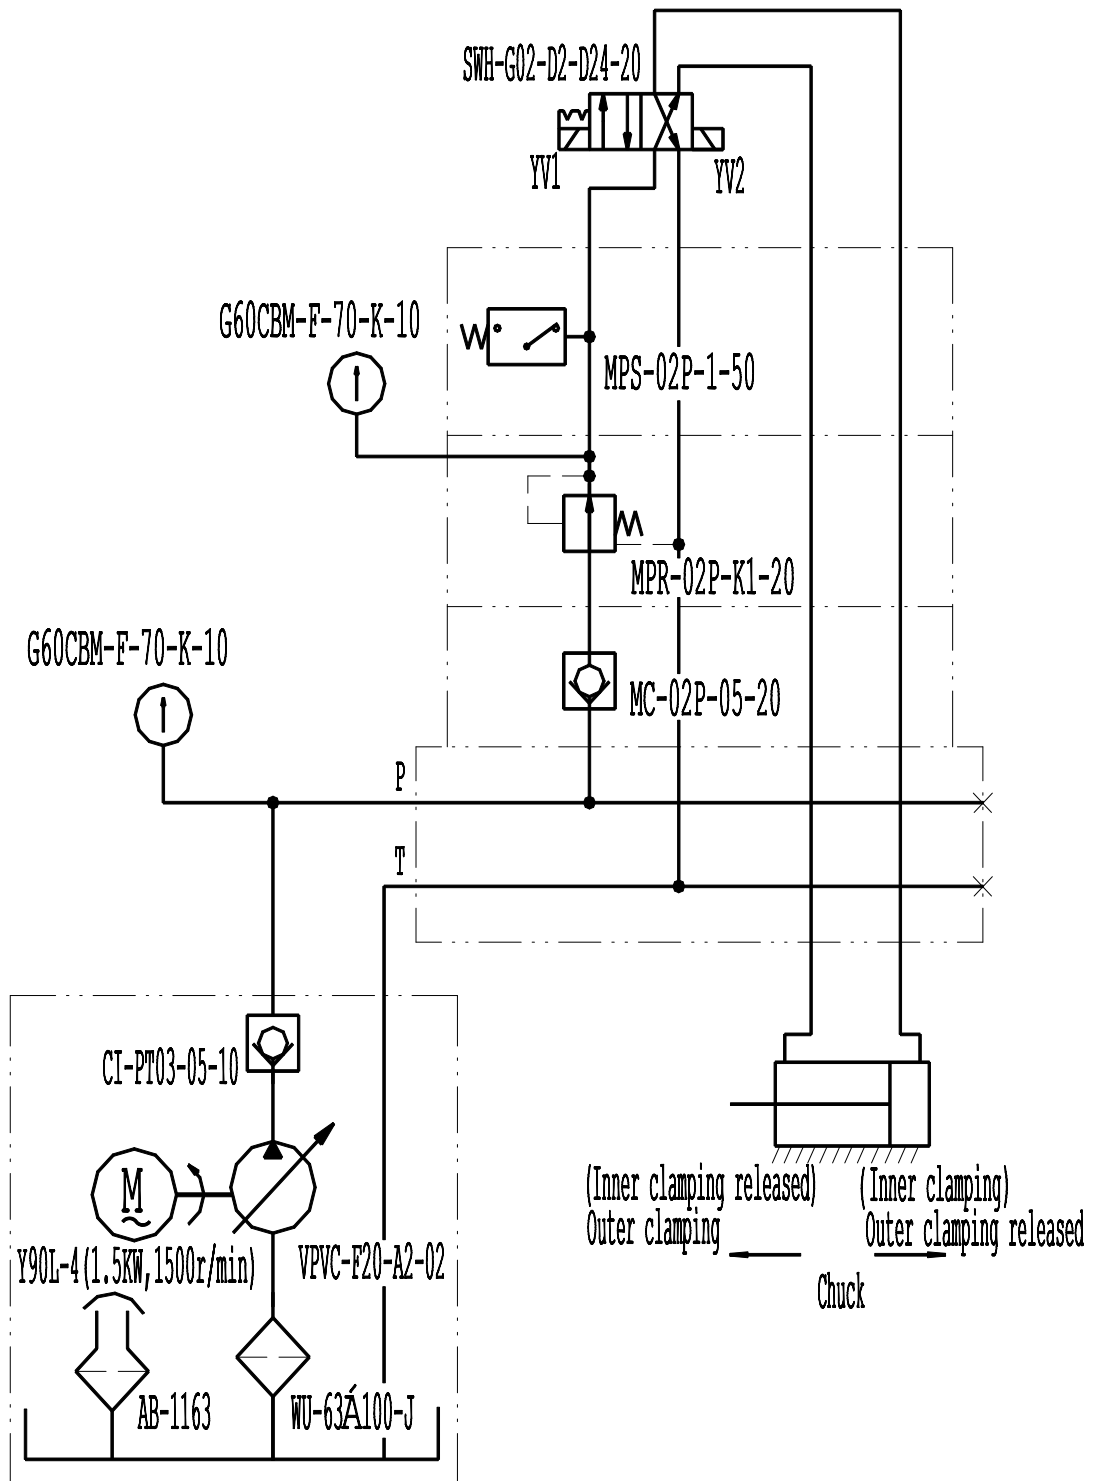 SWH-G02-D2-D24-20
YV1
YV2
G60CBM-F-70-K-10
MPS-02P-1-50
MPR-02P-K1-20
G60CBM-F-70-K-10
MC-02P-05-20
P
T
CI-PT03-05-10
M
(Inner clamping released)
Outer clamping
(Inner clamping)
Outer clamping released
Chuck
Y90L-4(1.5KW,1500r/min)
VPVC-F20-A2-02
AB-1163
WU-63Á100-J